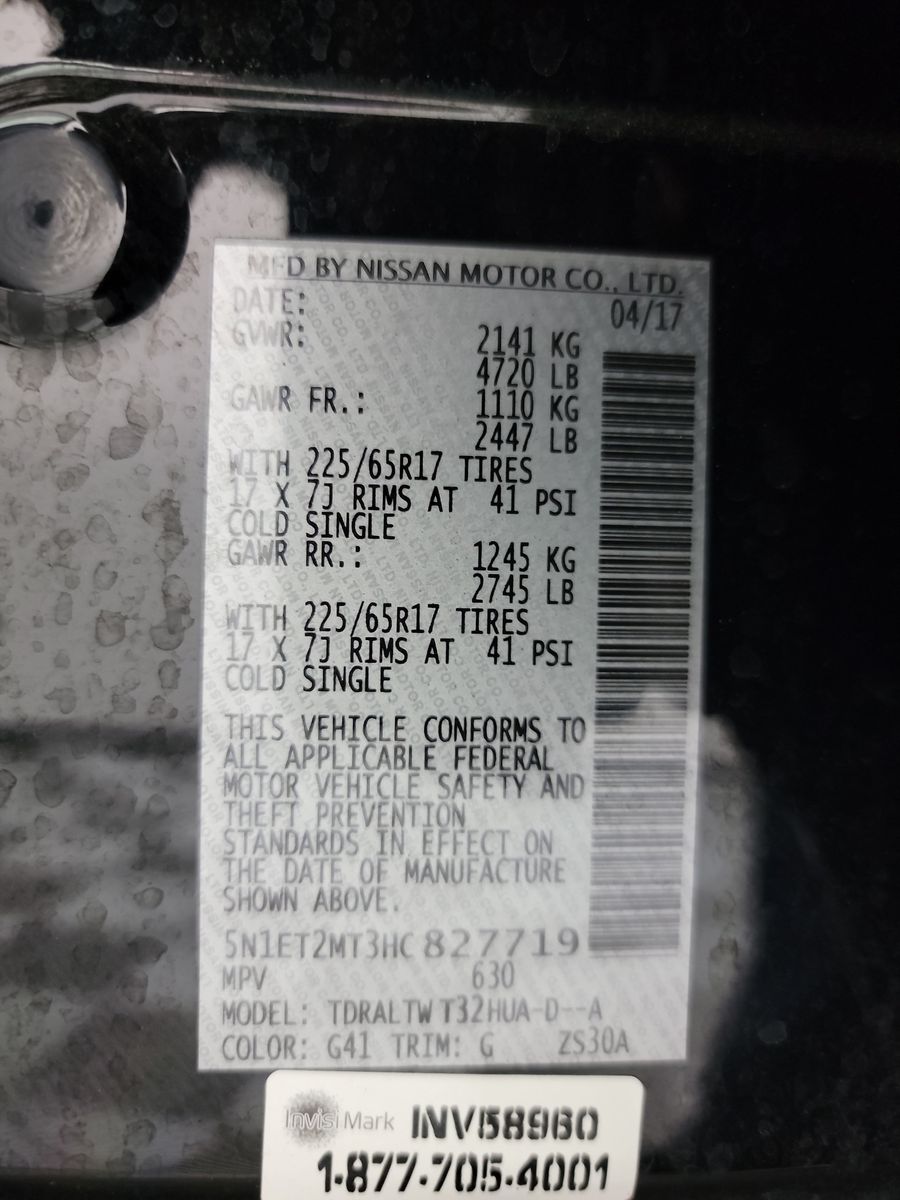 MFD BY NISSAN MOTOR CO., LTD.
DATE: 04/17
GVWR: 2141 KG
4720 LB
GAWR FR.: 1110 KG
2447 LB
WITH 225/65R17 TIRES
17 X 7J RIMS AT 41 PSI
COLD SINGLE
GAWR RR.: 1245 KG
2745 LB
WITH 225/65R17 TIRES
17 X 7J RIMS AT 41 PSI
COLD SINGLE
THIS VEHICLE CONFORMS TO
ALL APPLICABLE FEDERAL
MOTOR VEHICLE SAFETY AND
THEFT PREVENTION
STANDARDS IN EFFECT ON
THE DATE OF MANUFACTURE
SHOWN ABOVE.
5N1ET2MT3HC827719
MPV 630
MODEL: TDRALTW T32HUA-D--A
COLOR: G41 TRIM: G ZS30A
InvisiMark INV58960
1-877-705-4001